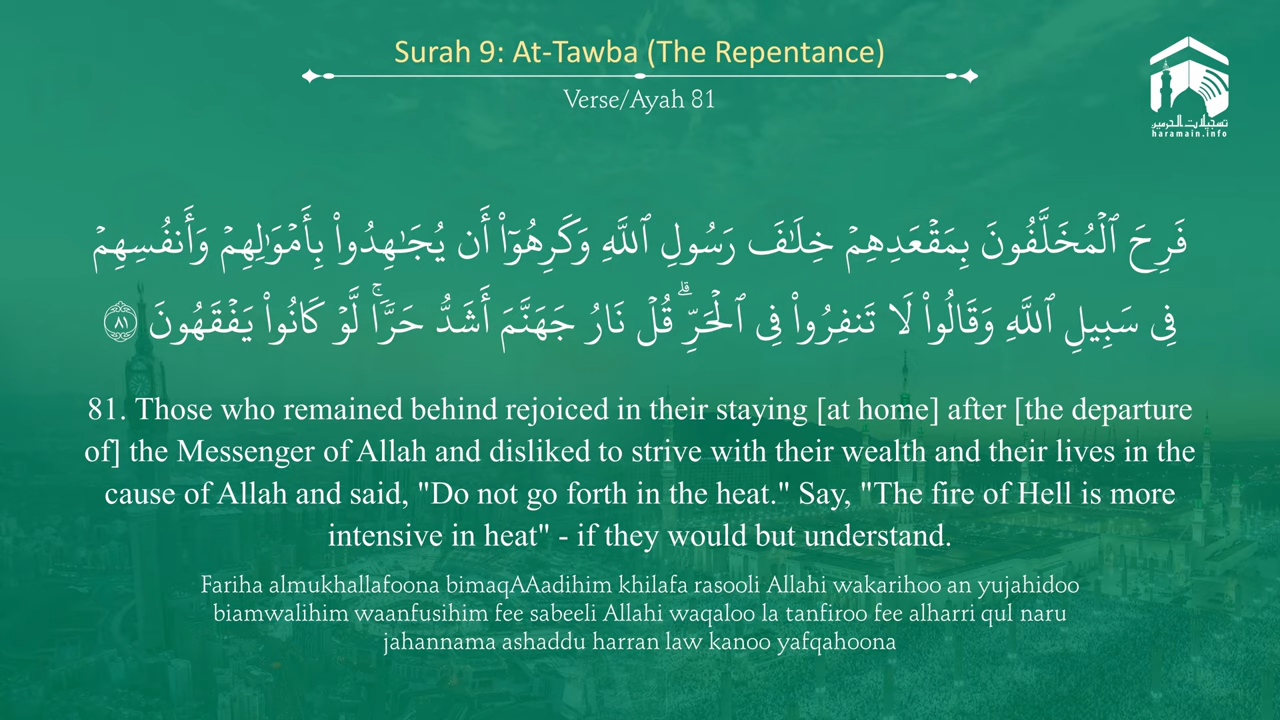 Surah 9: At-Tawba (The Repentance)
Verse/Ayah 81
تسجيلات الحرمين
haramain.info
فَرِحَ ٱلْمُخَلَّفُونَ بِمَقْعَدِهِمْ خِلَـٰفَ رَسُولِ ٱللَّهِ وَكَرِهُوٓا۟ أَن يُجَـٰهِدُوا۟ بِأَمْوَٰلِهِمْ وَأَنفُسِهِمْ
فِى سَبِيلِ ٱللَّهِ وَقَالُوا۟ لَا تَنفِرُوا۟ فِى ٱلْحَرِّ ۗ قُلْ نَارُ جَهَنَّمَ أَشَدُّ حَرًّا ۚ لَّوْ كَانُوا۟ يَفْقَهُونَ ٨١
81. Those who remained behind rejoiced in their staying [at home] after [the departure
of] the Messenger of Allah and disliked to strive with their wealth and their lives in the
cause of Allah and said, "Do not go forth in the heat." Say, "The fire of Hell is more
intensive in heat" - if they would but understand.
Fariha almukhallafoona bimaqAAadihim khilafa rasooli Allahi wakarihoo an yujahidoo
biamwalihim waanfusihim fee sabeeli Allahi waqaloo la tanfiroo fee alharri qul naru
jahannama ashaddu harran law kanoo yafqahoona